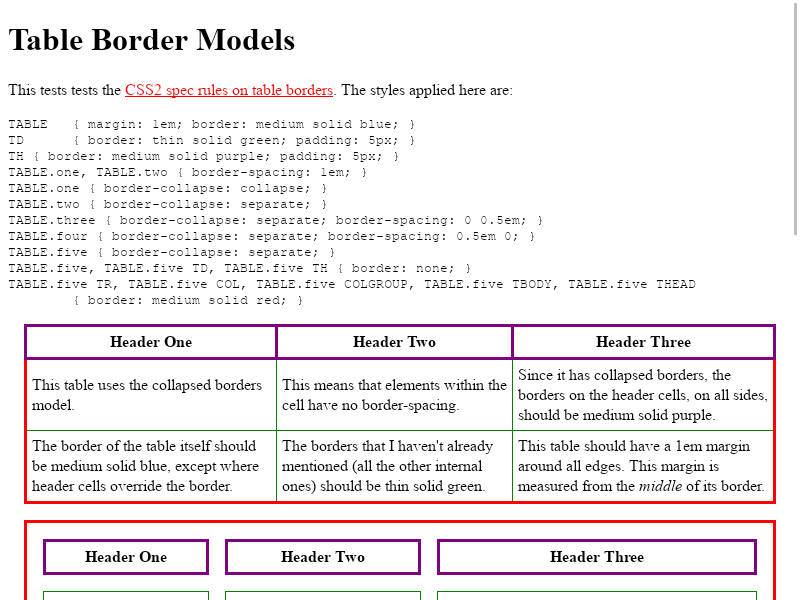 Table Border Models
This tests tests the CSS2 spec rules on table borders. The styles applied here are:
TABLE   { margin: 1em; border: medium solid blue; }
TD      { border: thin solid green; padding: 5px; }
TH { border: medium solid purple; padding: 5px; }
TABLE.one, TABLE.two { border-spacing: 1em; }
TABLE.one { border-collapse: collapse; }
TABLE.two { border-collapse: separate; }
TABLE.three { border-collapse: separate; border-spacing: 0 0.5em; }
TABLE.four { border-collapse: separate; border-spacing: 0.5em 0; }
TABLE.five { border-collapse: separate; }
TABLE.five, TABLE.five TD, TABLE.five TH { border: none; }
TABLE.five TR, TABLE.five COL, TABLE.five COLGROUP, TABLE.five TBODY, TABLE.five THEAD
{ border: medium solid red; }
Header One
Header Two
Header Three
This table uses the collapsed borders
model.
This means that elements within the
cell have no border-spacing.
Since it has collapsed borders, the
borders on the header cells, on all sides,
should be medium solid purple.
The border of the table itself should
be medium solid blue, except where
header cells override the border.
The borders that I haven't already
mentioned (all the other internal
ones) should be thin solid green.
This table should have a 1em margin
around all edges. This margin is
measured from the middle of its border.
Header One
Header Two
Header Three